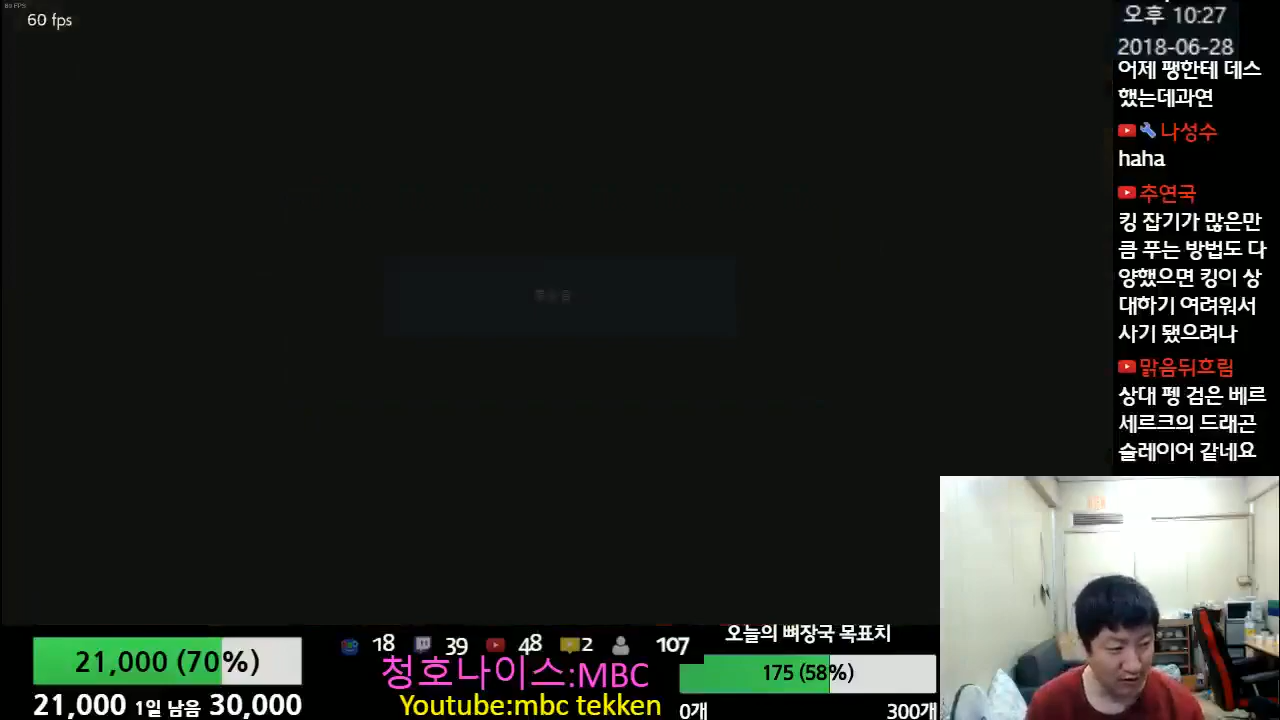 60 FPS
60 fps
오후 10:27
2018-06-28
어제 팽한테 데스
했는데과연
나성수
haha
추연국
킹 잡기가 많은만
큼 푸는 방법도 다
양했으면 킹이 상
대하기 여려워서
사기 됐으려나
맑음뒤흐림
상대 펭 검은 베르
세르크의 드래곤
슬레이어 같네요
21,000 (70%)
21,000 1일 남음 30,000
18 39 48 2 107
청호나이스:MBC
Youtube:mbc tekken
오늘의 뼈장국 목표치
175 (58%)
0개 300개